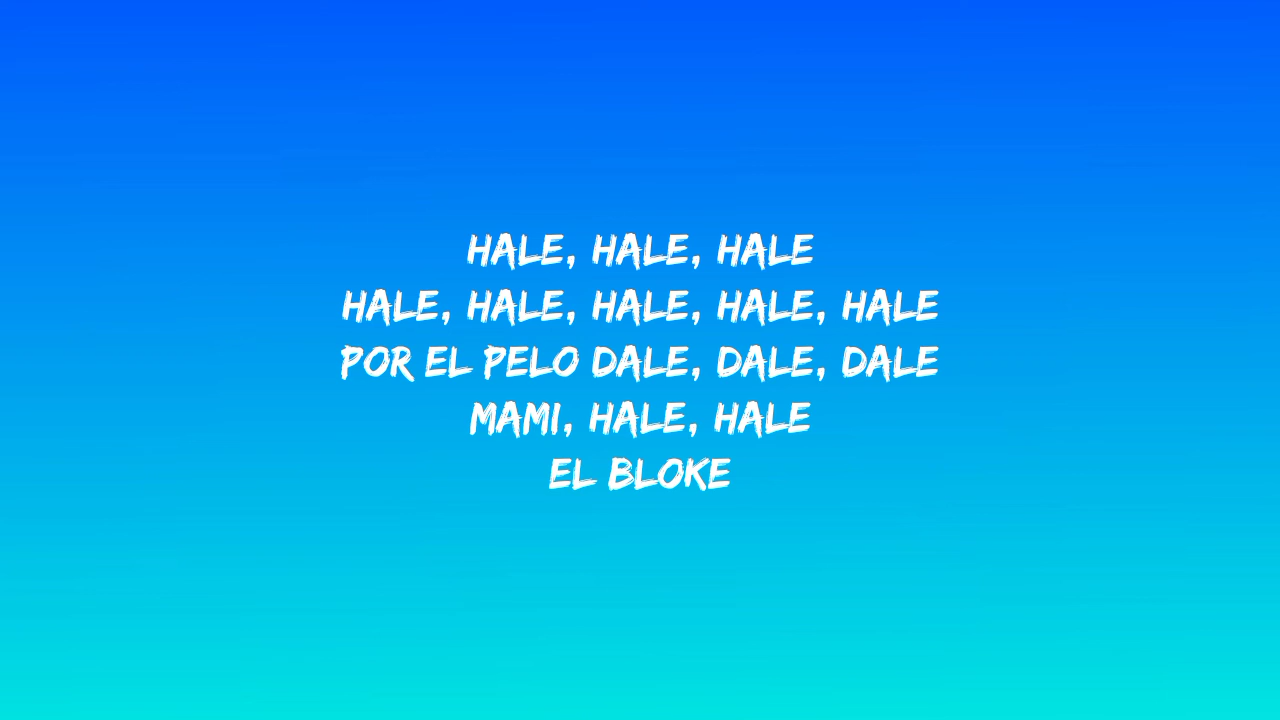 HALE, HALE, HALE
HALE, HALE, HALE, HALE, HALE
POR EL PELO DALE, DALE, DALE
MAMI, HALE, HALE
EL BLOKE